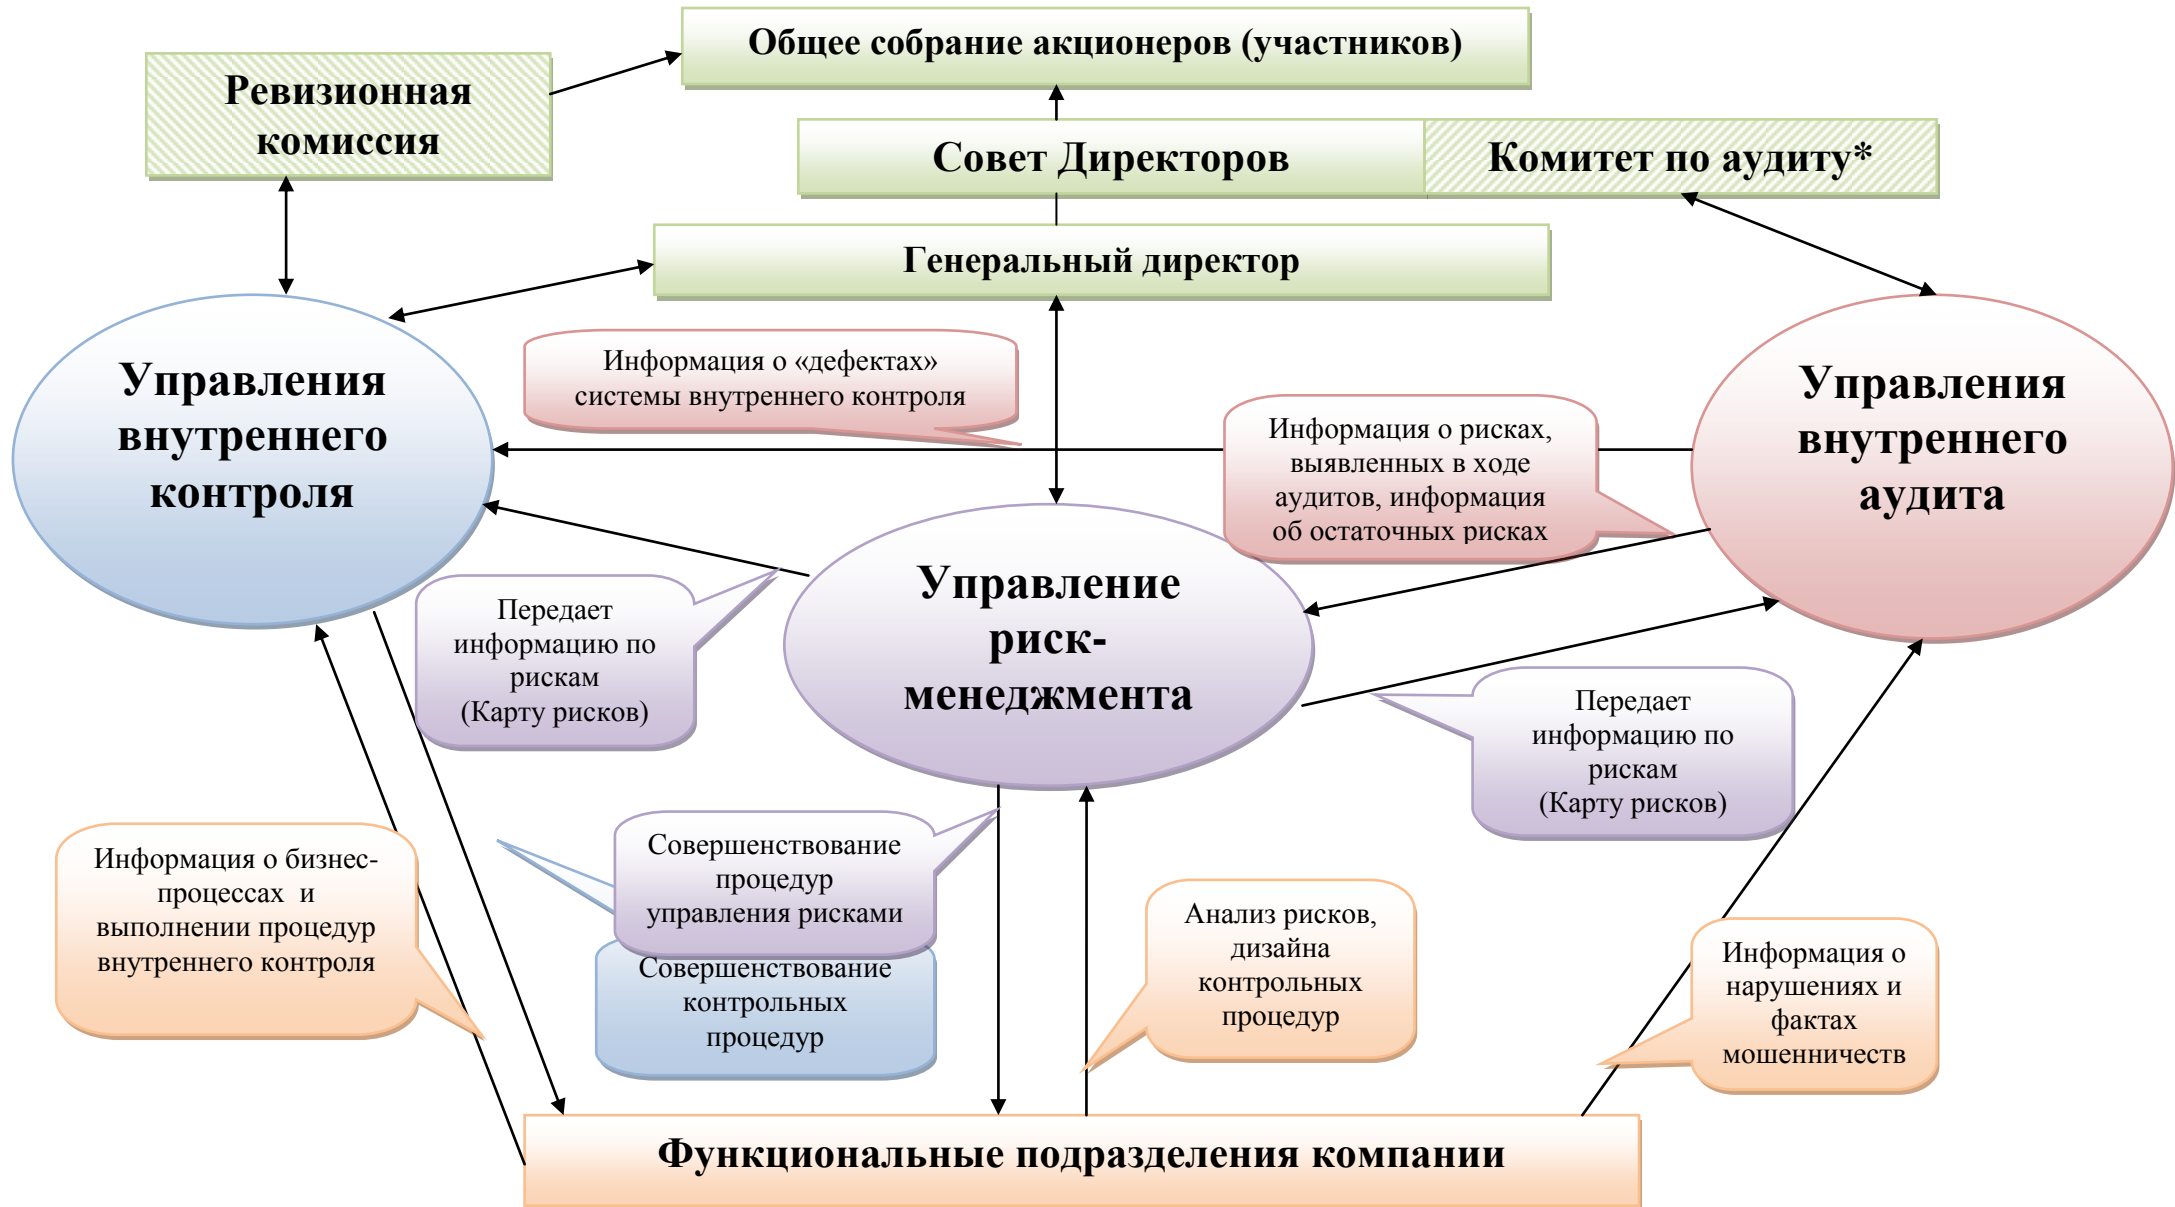 Общее собрание акционеров (участников)
Ревизионная
комиссия
Совет Директоров
Комитет по аудиту*
Генеральный директор
Управления
внутреннего
контроля
Информация о «дефектах»
системы внутреннего контроля
Информация о рисках,
выявленных в ходе
аудитов, информация
об остаточных рисках
Управления
внутреннего
аудита
Управление
риск-
менеджмента
Передает
информацию по
рискам
(Карту рисков)
Передает
информацию по
рискам
(Карту рисков)
Информация о бизнес-
процессах и
выполнении процедур
внутреннего контроля
Совершенствование
процедур
управления рисками
Совершенствование
контрольных
процедур
Анализ рисков,
дизайна
контрольных
процедур
Информация о
нарушениях и
фактах
мошенничеств
Функциональные подразделения компании